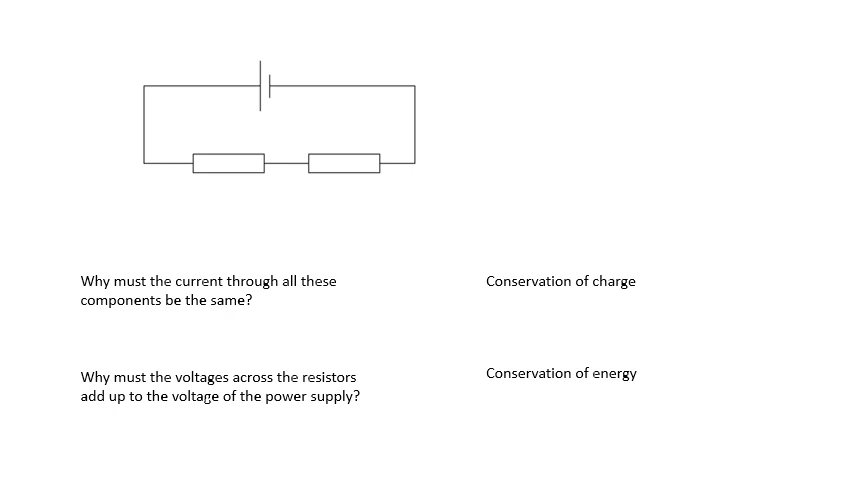 Why must the current through all these
components be the same?
Conservation of charge
Why must the voltages across the resistors
add up to the voltage of the power supply?
Conservation of energy